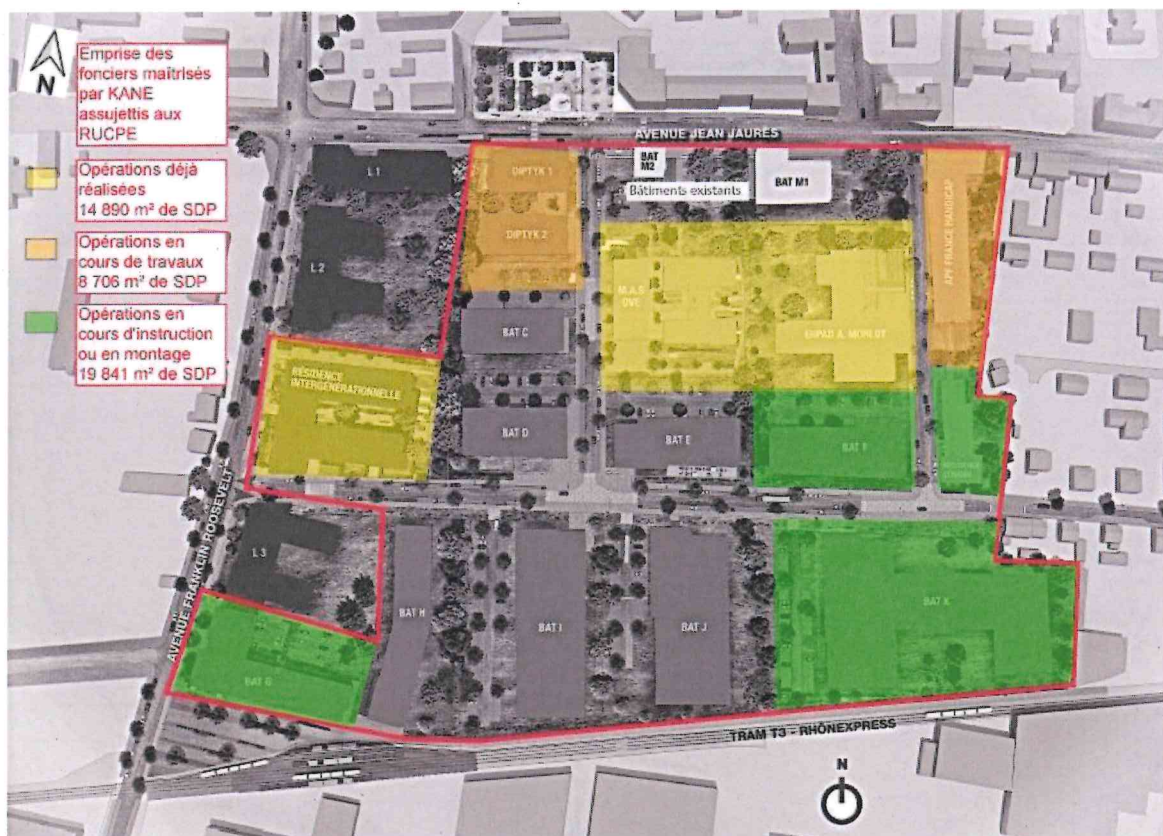 N
Emprise des
fonciers maîtrisés
par KANE
assujettis aux
RUCPE
Opérations déjà
réalisées
14 890 m² de SDP
Opérations en
cours de travaux
8 706 m² de SDP
Opérations en
cours d'instruction
ou en montage
19 841 m² de SDP
AVENUE JEAN JAURÈS
L 1
DIPTYK 1
BAT
M2
Bâtiments existants
BAT M1
APF FRANCE HANDICAP
L 2
DIPTYK 2
M.A.S
OVE
BAT C
EHPAD A. MORLOT
RÉSIDENCE
INTERGÉNÉRATIONNELLE
BAT D
BAT E
BAT F
AVENUE FRANKLIN ROOSEVELT
L 3
BAT H
BAT I
BAT J
BAT K
BAT G
TRAM T3 - RHÔNEXPRESS
N